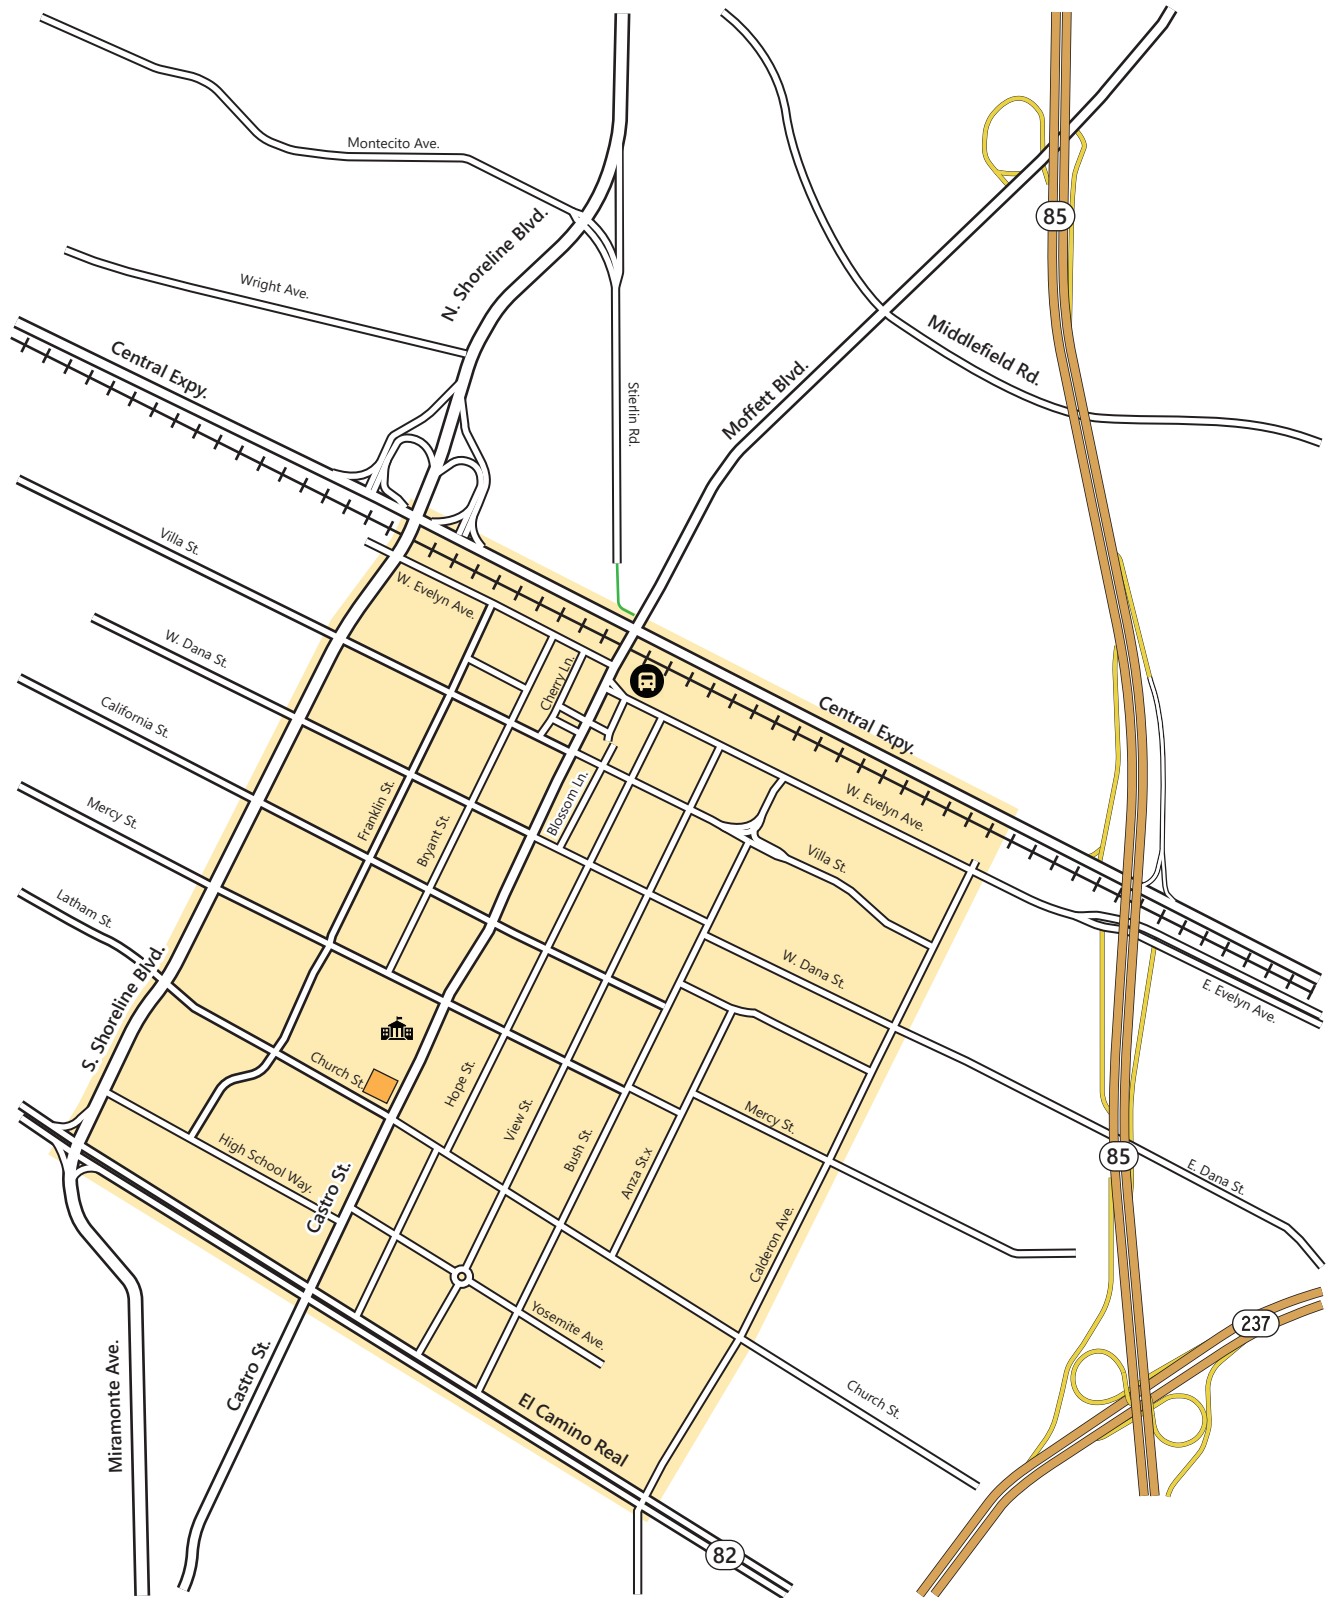 Montecito Ave.
N. Shoreline Blvd.
85
Wright Ave.
Central Expy.
Middlefield Rd.
Moffett Blvd.
Stierlin Rd.
Villa St.
W. Evelyn Ave.
W. Dana St.
Cherry Ln.
California St.
Central Expy.
Mercy St.
Franklin St.
Bryant St.
Blossom Ln.
W. Evelyn Ave.
Villa St.
Latham St.
W. Dana St.
E. Evelyn Ave.
S. Shoreline Blvd.
Church St.
Hope St.
View St.
Bush St.
Anza St.x
Mercy St.
85
E. Dana St.
High School Way.
Castro St.
Calderon Ave.
Yosemite Ave.
237
Miramonte Ave.
Castro St.
El Camino Real
Church St.
82